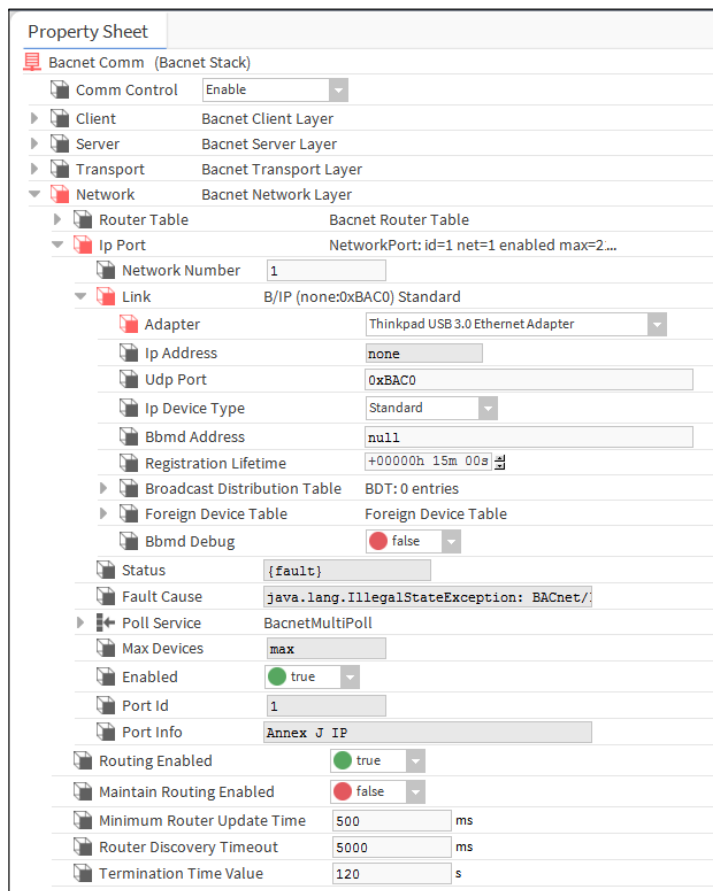 Property Sheet
Bacnet Comm (Bacnet Stack)
Comm Control Enable
Client Bacnet Client Layer
Server Bacnet Server Layer
Transport Bacnet Transport Layer
Network Bacnet Network Layer
Router Table Bacnet Router Table
Ip Port NetworkPort: id=1 net=1 enabled max=2...
Network Number 1
Link B/IP (none:0xBAC0) Standard
Adapter Thinkpad USB 3.0 Ethernet Adapter
Ip Address none
Udp Port 0xBAC0
Ip Device Type Standard
Bbmd Address null
Registration Lifetime +00000h 15m 00s
Broadcast Distribution Table BDT: 0 entries
Foreign Device Table Foreign Device Table
Bbmd Debug false
Status {fault}
Fault Cause java.lang.IllegalStateException: BACnet/
Poll Service BacnetMultiPoll
Max Devices max
Enabled true
Port Id 1
Port Info Annex J IP
Routing Enabled true
Maintain Routing Enabled false
Minimum Router Update Time 500 ms
Router Discovery Timeout 5000 ms
Termination Time Value 120 s